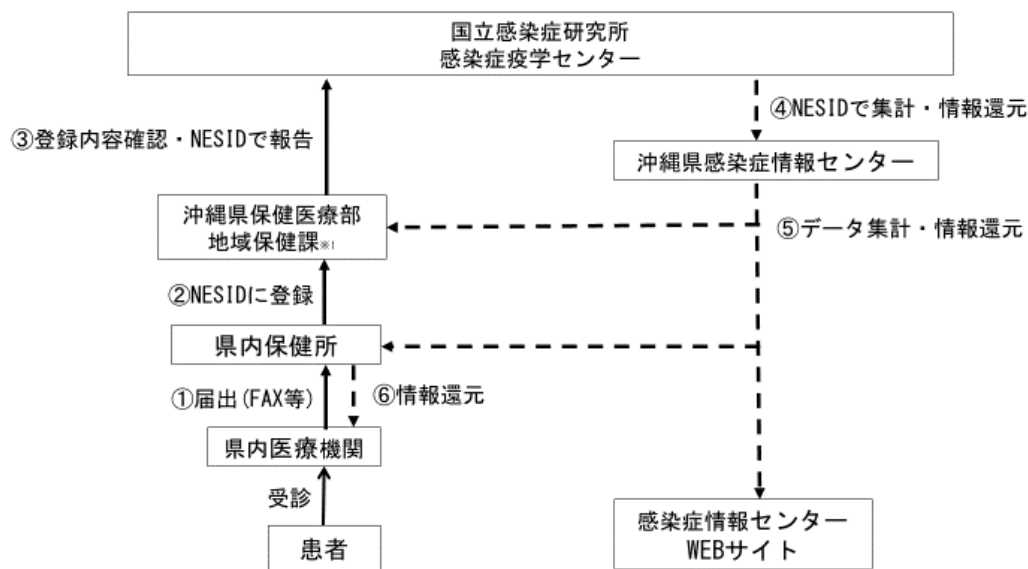 国立感染症研究所
感染症疫学センター
③登録内容確認・NESIDで報告
④NESIDで集計・情報還元
沖縄県感染症情報センター
沖縄県保健医療部
地域保健課※1
⑤データ集計・情報還元
②NESIDに登録
県内保健所
①届出(FAX等)
⑥情報還元
県内医療機関
受診
患者
感染症情報センター
WEBサイト